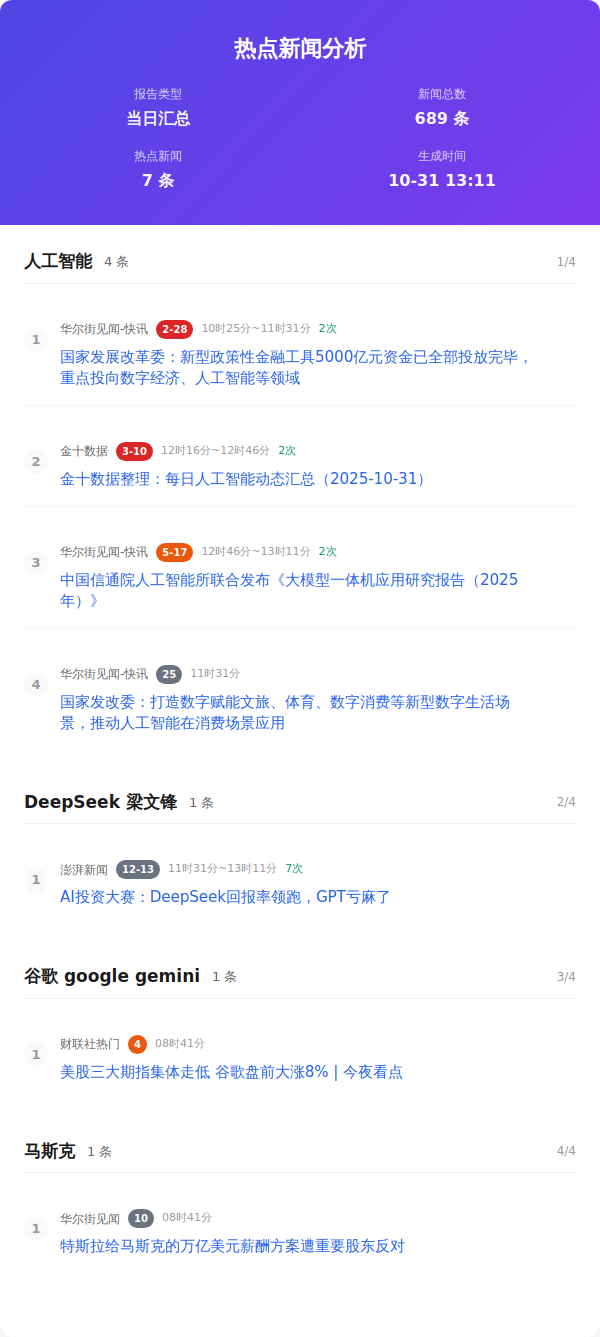 热点新闻分析
报告类型
新闻总数
当日汇总
689 条
热点新闻
生成时间
7 条
10-31 13:11
人工智能 4 条 1/4
1
华尔街见闻-快讯 2-28 10时25分~11时31分 2次
国家发展改革委：新型政策性金融工具5000亿元资金已全部投放完毕，
重点投向数字经济、人工智能等领域
2
金十数据 3-10 12时16分~12时46分 2次
金十数据整理：每日人工智能动态汇总（2025-10-31）
3
华尔街见闻-快讯 5-17 12时46分~13时11分 2次
中国信通院人工智能所联合发布《大模型一体机应用研究报告（2025
年）》
4
华尔街见闻-快讯 25 11时31分
国家发改委：打造数字赋能文旅、体育、数字消费等新型数字生活场
景，推动人工智能在消费场景应用
DeepSeek 梁文锋 1 条 2/4
1
澎湃新闻 12-13 11时31分~13时11分 7次
AI投资大赛：DeepSeek回报率领跑，GPT亏麻了
谷歌 google gemini 1 条 3/4
1
财联社热门 4 08时41分
美股三大期指集体走低 谷歌盘前大涨8% | 今夜看点
马斯克 1 条 4/4
1
华尔街见闻 10 08时41分
特斯拉给马斯克的万亿美元薪酬方案遭重要股东反对